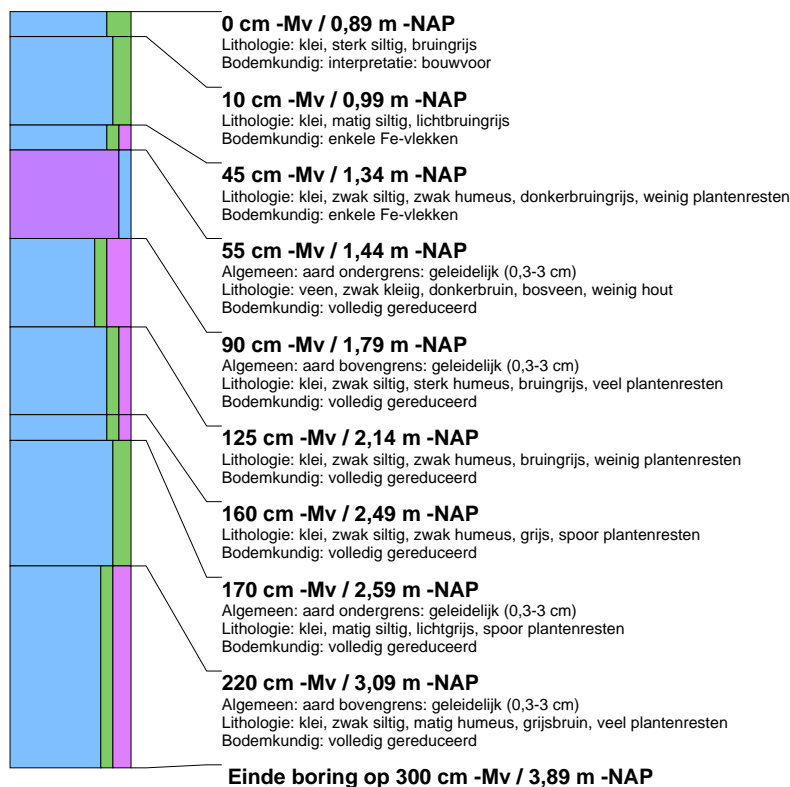 0 cm -Mv / 0,89 m -NAP
Lithologie: klei, sterk siltig, bruingrijs
Bodemkundig: interpretatie: bouwvoor
10 cm -Mv / 0,99 m -NAP
Lithologie: klei, matig siltig, lichtbruingrijs
Bodemkundig: enkele Fe-vlekken
45 cm -Mv / 1,34 m -NAP
Lithologie: klei, zwak siltig, zwak humeus, donkerbruingrijs, weinig plantenresten
Bodemkundig: enkele Fe-vlekken
55 cm -Mv / 1,44 m -NAP
Algemeen: aard ondergrens: geleidelijk (0,3-3 cm)
Lithologie: veen, zwak kleiig, donkerbruin, bosveen, weinig hout
Bodemkundig: volledig gereduceerd
90 cm -Mv / 1,79 m -NAP
Algemeen: aard bovengrens: geleidelijk (0,3-3 cm)
Lithologie: klei, zwak siltig, sterk humeus, bruingrijs, veel plantenresten
Bodemkundig: volledig gereduceerd
125 cm -Mv / 2,14 m -NAP
Lithologie: klei, zwak siltig, zwak humeus, bruingrijs, weinig plantenresten
Bodemkundig: volledig gereduceerd
160 cm -Mv / 2,49 m -NAP
Lithologie: klei, zwak siltig, zwak humeus, grijs, spoor plantenresten
Bodemkundig: volledig gereduceerd
170 cm -Mv / 2,59 m -NAP
Algemeen: aard ondergrens: geleidelijk (0,3-3 cm)
Lithologie: klei, matig siltig, lichtgrijs, spoor plantenresten
Bodemkundig: volledig gereduceerd
220 cm -Mv / 3,09 m -NAP
Algemeen: aard bovengrens: geleidelijk (0,3-3 cm)
Lithologie: klei, zwak siltig, matig humeus, grijsbruin, veel plantenresten
Bodemkundig: volledig gereduceerd
Einde boring op 300 cm -Mv / 3,89 m -NAP